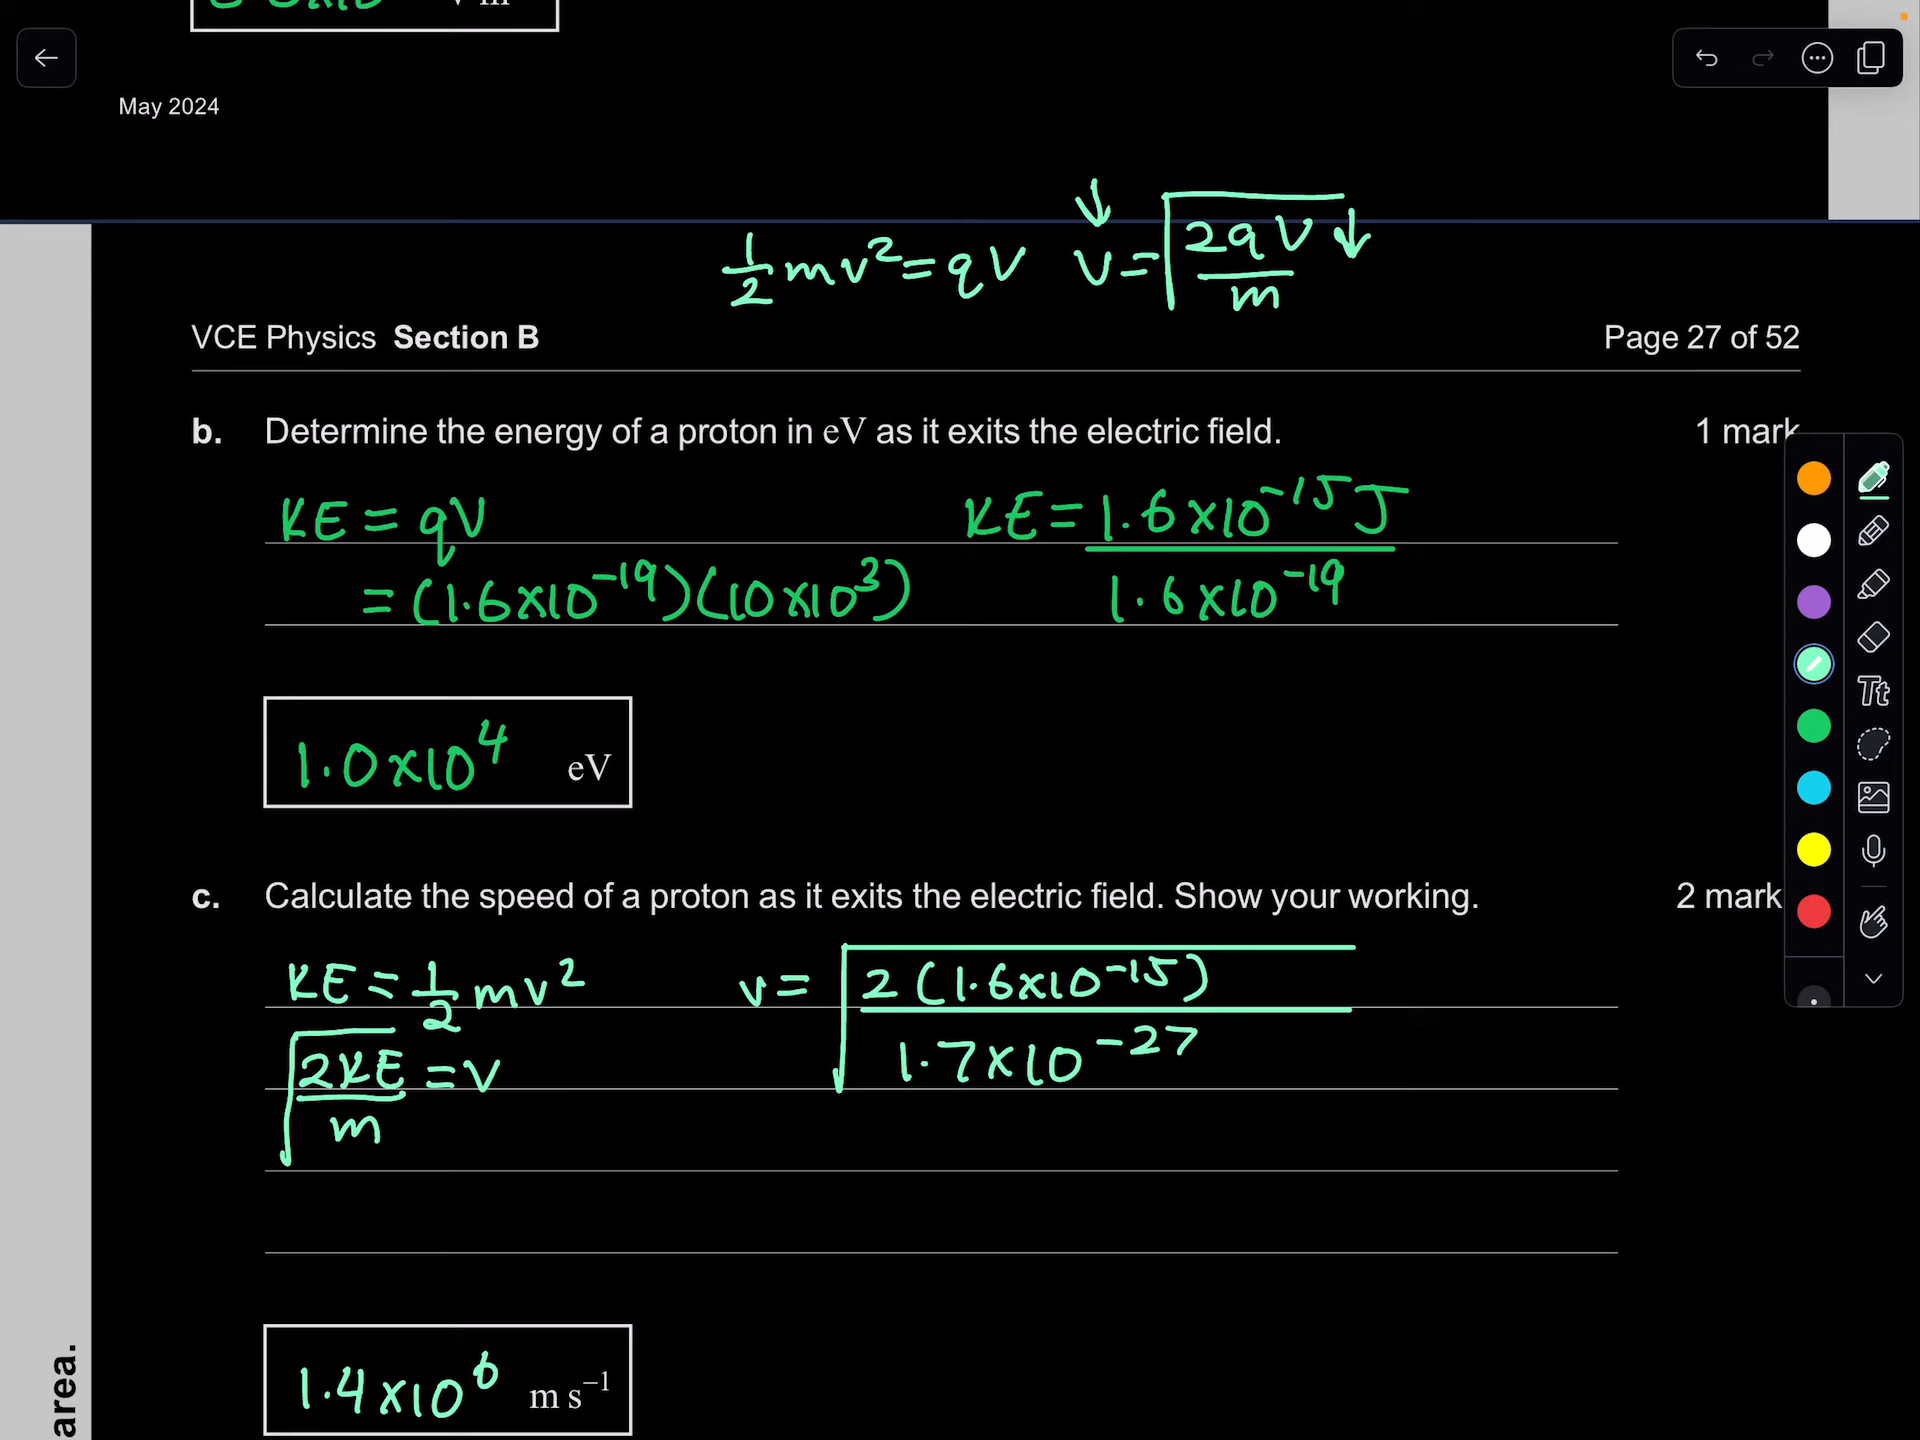 May 2024
↓
½mv²=qV v=√(2qV/m) ↓
VCE Physics Section B Page 27 of 52
b. Determine the energy of a proton in eV as it exits the electric field. 1 mark
KE = qV KE = 1.6×10⁻¹⁵J
= (1.6×10⁻¹⁹)(10×10³) 1.6×10⁻¹⁹
1.0×10⁴ eV
c. Calculate the speed of a proton as it exits the electric field. Show your working. 2 mark
KE = ½mv² v = √(2(1.6×10⁻¹⁵)/1.7×10⁻²⁷)
√(2KE/m) = v
1.4×10⁶ m s⁻¹
area.
Tt